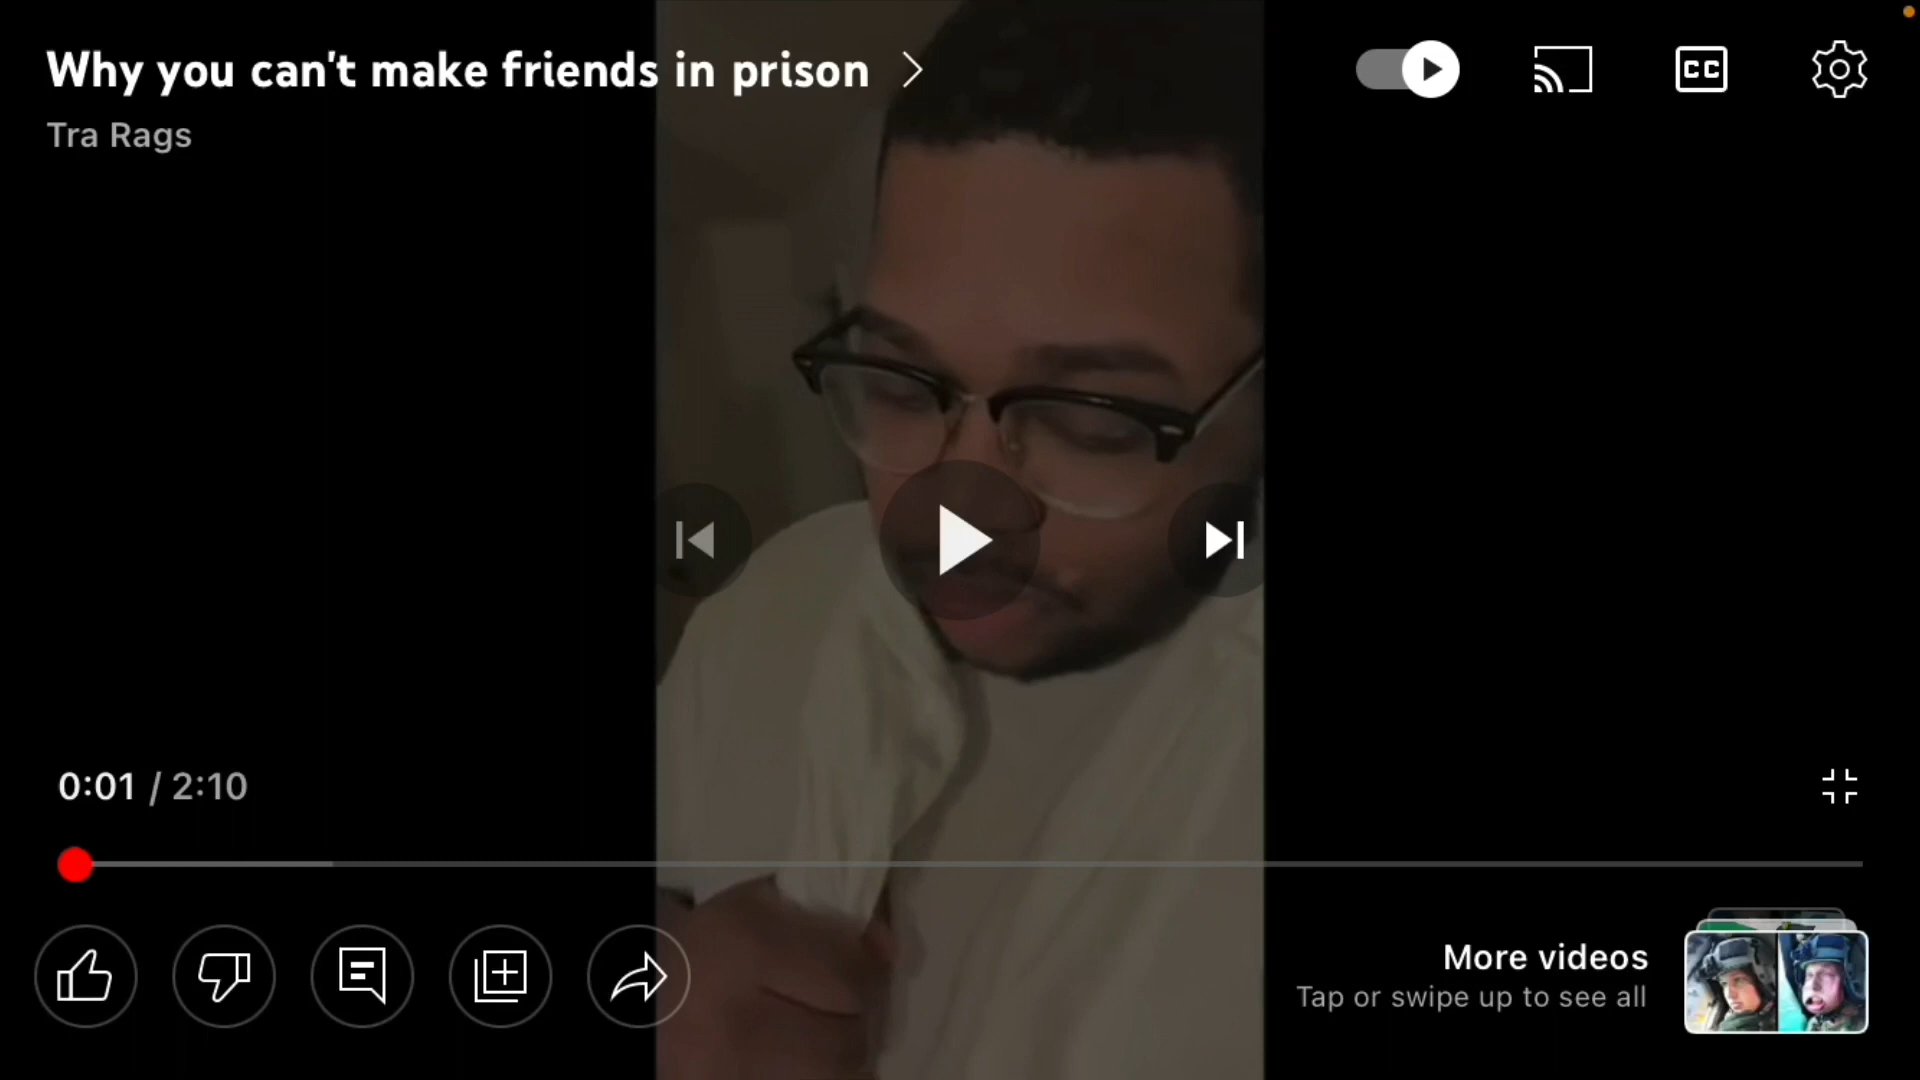 Why you can't make friends in prison
Tra Rags
CC
0:01 / 2:10
More videos
Tap or swipe up to see all